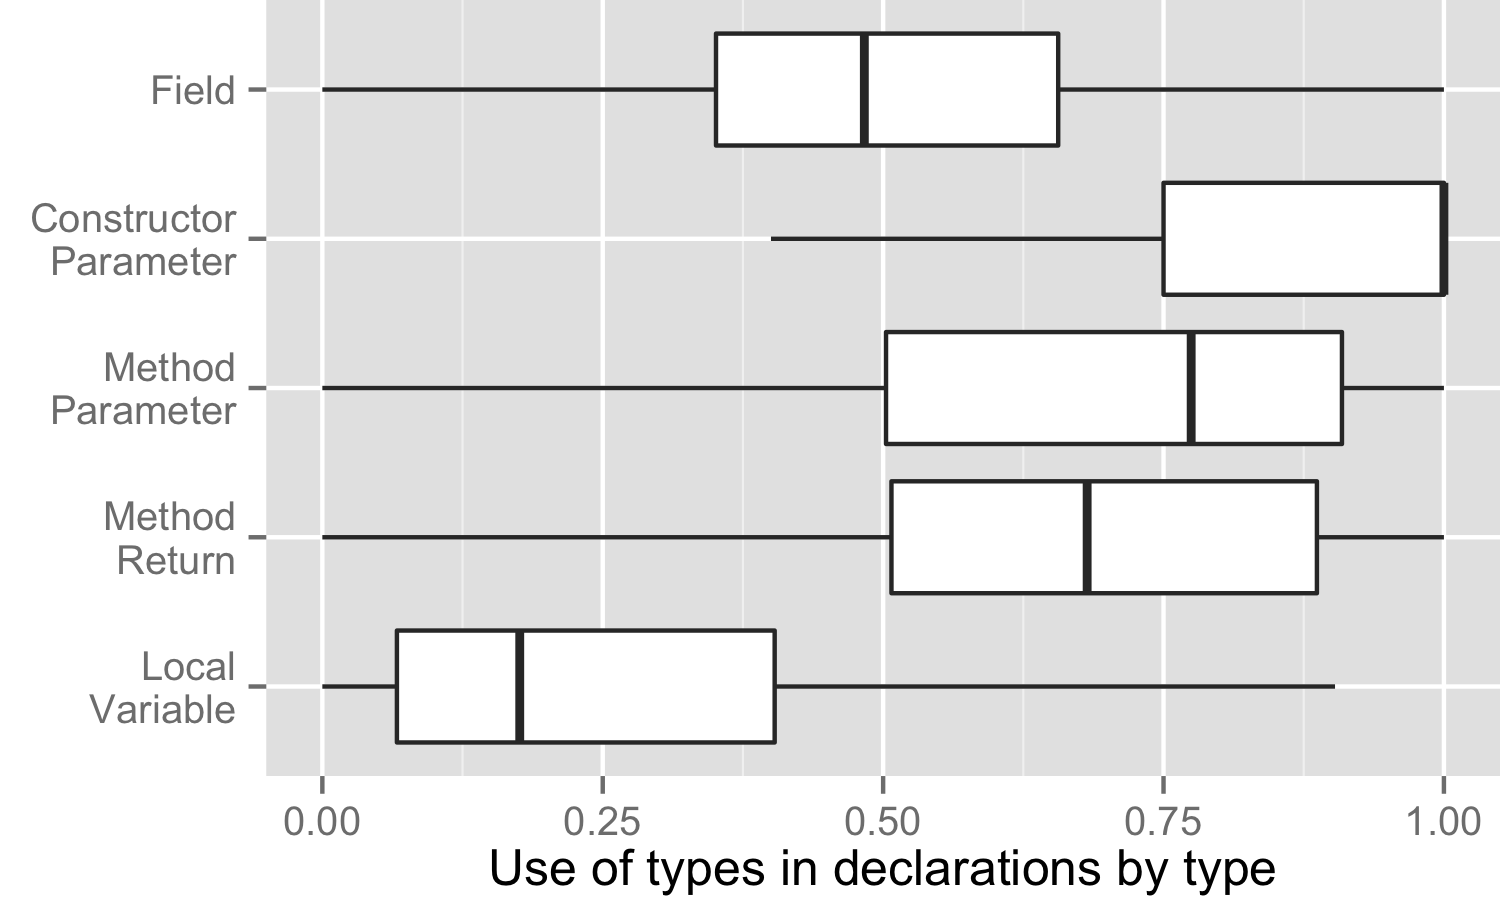 Field
Constructor
Parameter
Method
Parameter
Method
Return
Local
Variable
0.00 0.25 0.50 0.75 1.00
Use of types in declarations by type